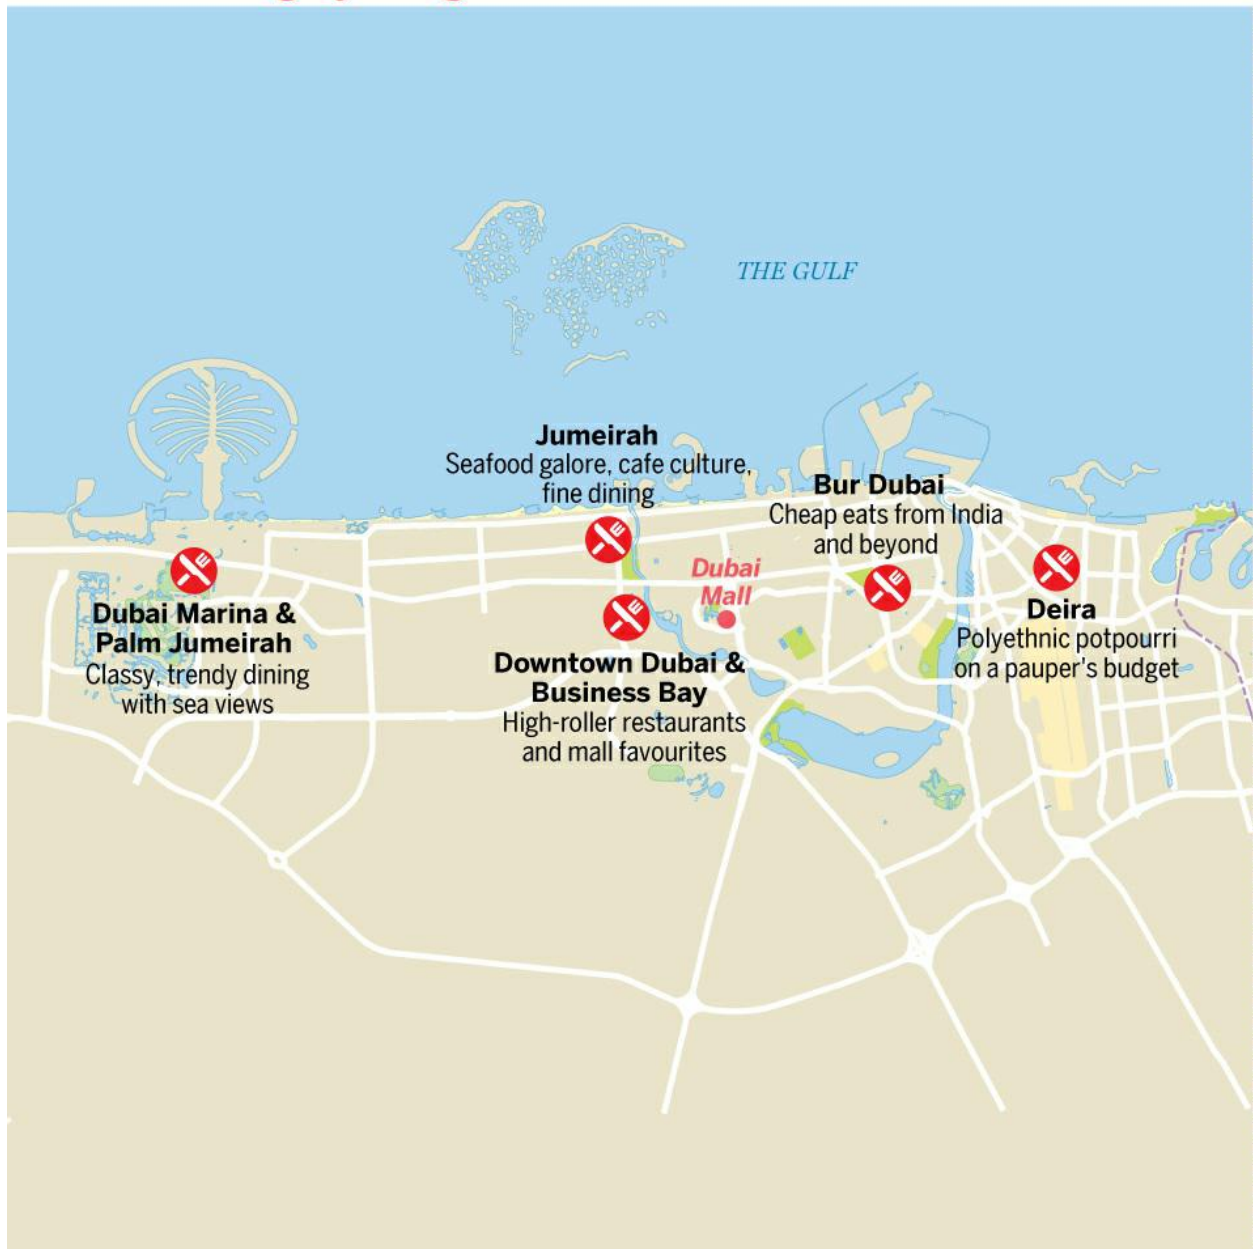 THE GULF
Jumeirah
Seafood galore, cafe culture,
fine dining
Bur Dubai
Cheap eats from India
and beyond
Dubai
Mall
Dubai Marina &
Palm Jumeirah
Classy, trendy dining
with sea views
Deira
Polyethnic potpourri
on a pauper's budget
Downtown Dubai &
Business Bay
High-roller restaurants
and mall favourites